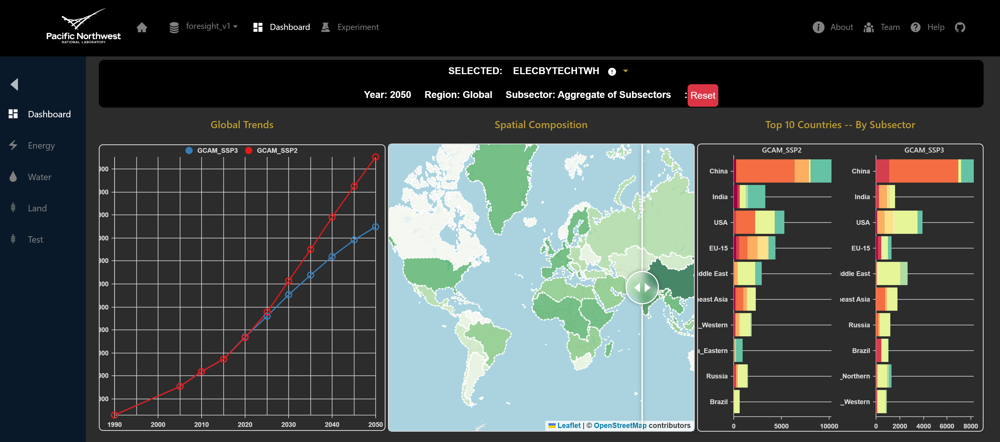 Pacific Northwest
NATIONAL LABORATORY
foresight_v1
Dashboard
Experiment
About
Team
Help
SELECTED: ELECBYTECHTWH
Year: 2050 Region: Global Subsector: Aggregate of Subsectors :Reset
Dashboard
Energy
Water
Land
Test
Global Trends
GCAM_SSP3 GCAM_SSP2
000
000
000
000
000
000
000
000
000
000
000
1990 2000 2010 2020 2030 2040 2050
Spatial Composition
Leaflet | © OpenStreetMap contributors
Top 10 Countries -- By Subsector
GCAM_SSP2
China
India
USA
EU-15
iddle East
heast Asia
_Western
a_Eastern
Russia
Brazil
0 5000 10000
GCAM_SSP3
China
India
USA
EU-15
iddle East
heast Asia
Russia
Brazil
_Northern
_Western
0 2000 4000 6000 8000